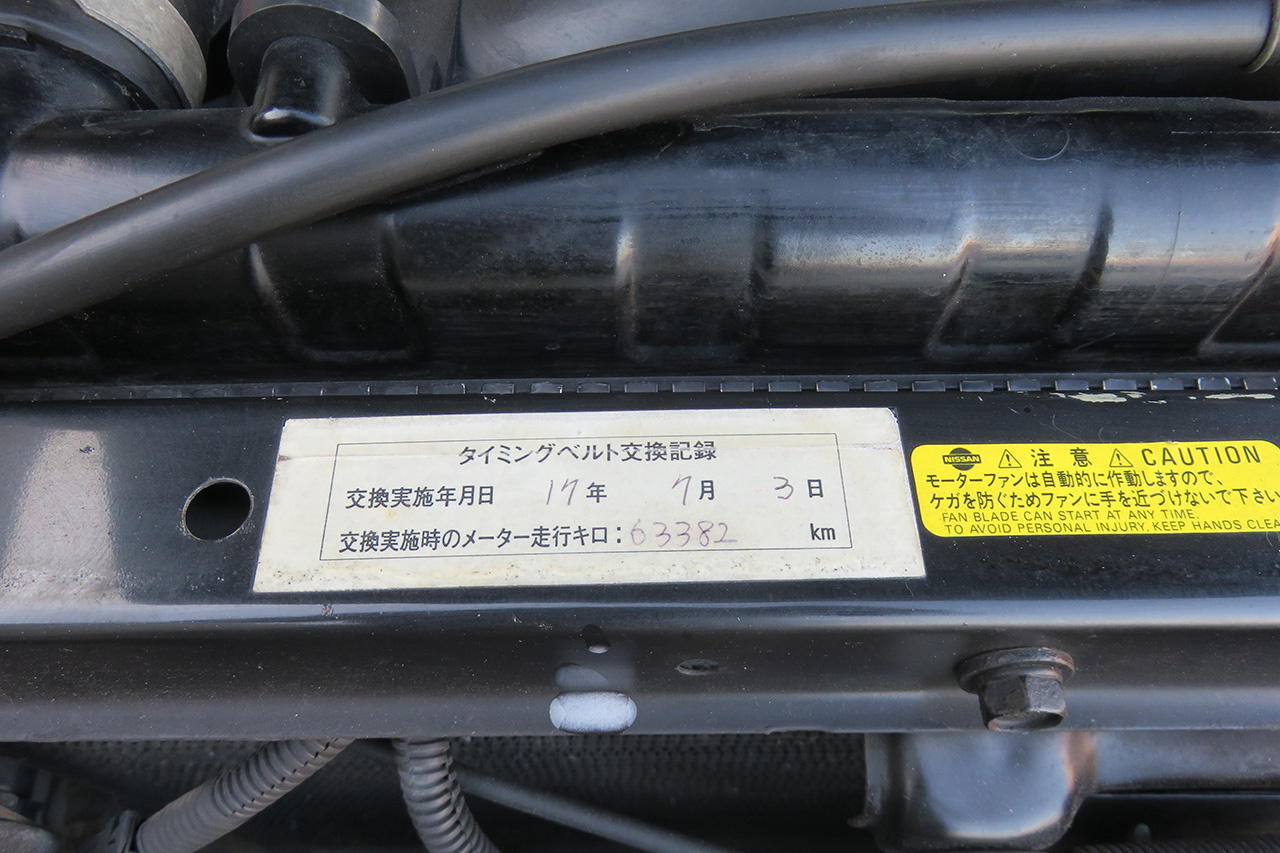 タイミングベルト交換記録
交換実施年月日 17年 7月 3日
交換実施時のメーター走行キロ：63382 km
NISSAN 注意 CAUTION
モーターファンは自動的に作動しますので、
ケガを防ぐためファンに手を近づけないで下さい
FAN BLADE CAN START AT ANY TIME.
TO AVOID PERSONAL INJURY, KEEP HANDS CLEA